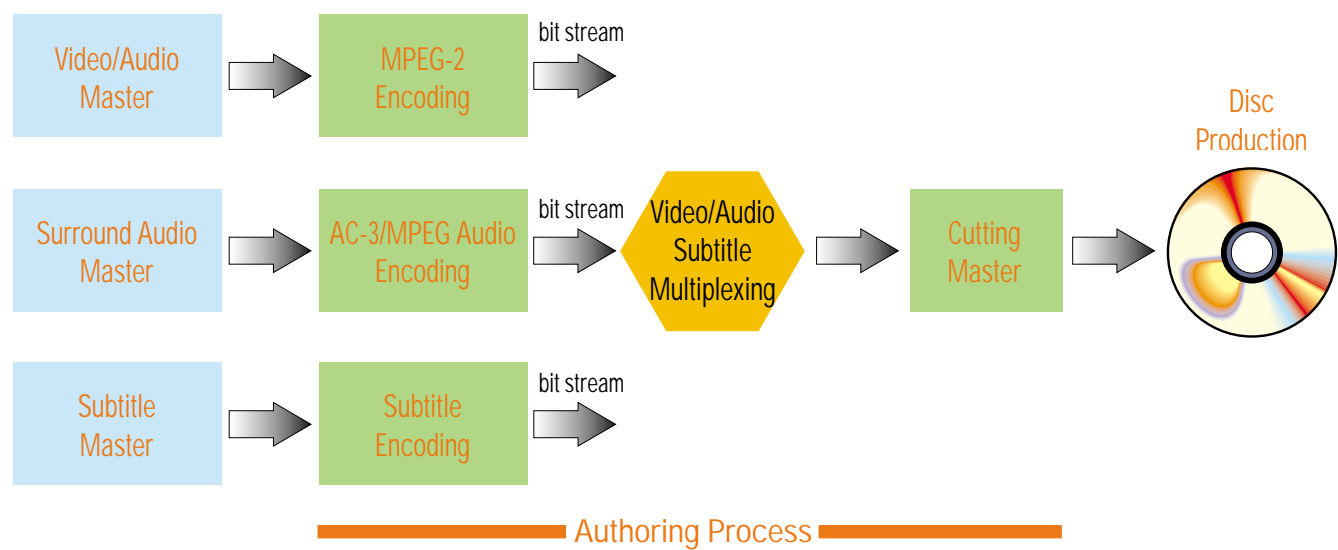 Video/Audio
Master
MPEG-2
Encoding
bit stream
Disc
Production
Surround Audio
Master
AC-3/MPEG Audio
Encoding
bit stream
Video/Audio
Subtitle
Multiplexing
Cutting
Master
Subtitle
Master
Subtitle
Encoding
bit stream
Authoring Process